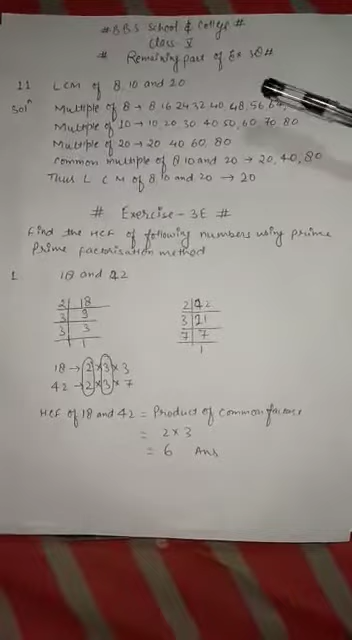 # BBS School & College #
Class - V
# Remaining part of Ex 3D #
11 LCM of 8, 10 and 20
Solⁿ Multiple of 8 → 8, 16 24 32, 40, 48, 56, 64,
Multiple of 10 → 10, 20 30 40 50, 60, 70 80
Multiple of 20 → 20 40 60, 80
Common multiple of 8 10 and 20 → 20, 40, 80
Thus L C M of 8, 10 and 20 → 20
# Exercise - 3E #
Find the HCF of following numbers using prime
Prime factorisation method
1 18 and 42
2 18 2 42
3 9 3 21
3 3 7 7
1 1
18 → 2 × 3 × 3
42 → 2 × 3 × 7
HCF of 18 and 42 = Product of common factors
= 2 × 3
= 6 Ans